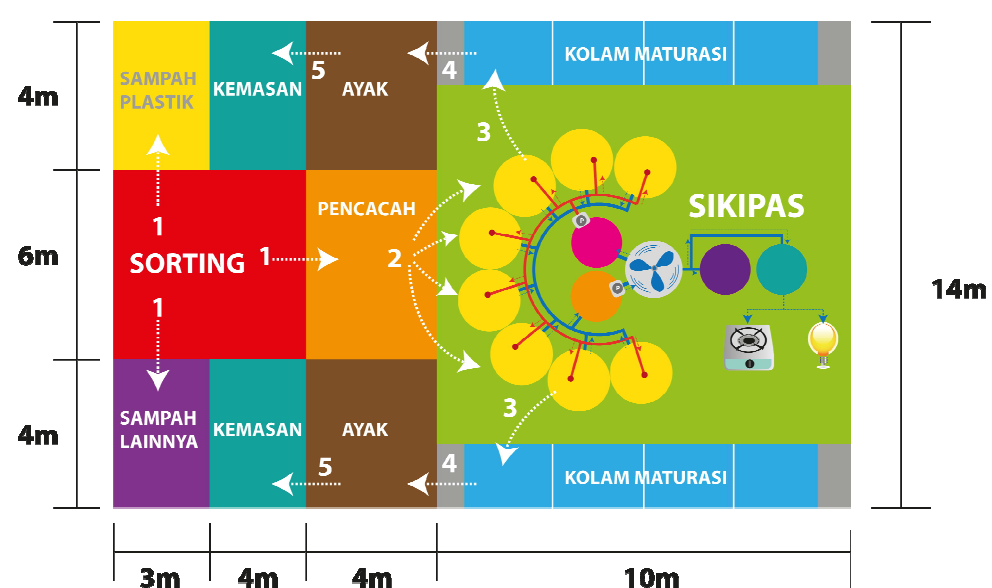 4m
6m
4m
14m
SAMPAH
PLASTIK
KEMASAN
5
AYAK
4
KOLAM MATURASI
3
1
SORTING
1
1
PENCACAH
2
SIKIPAS
P
P
SAMPAH
LAINNYA
KEMASAN
5
AYAK
4
3
KOLAM MATURASI
3m
4m
4m
10m